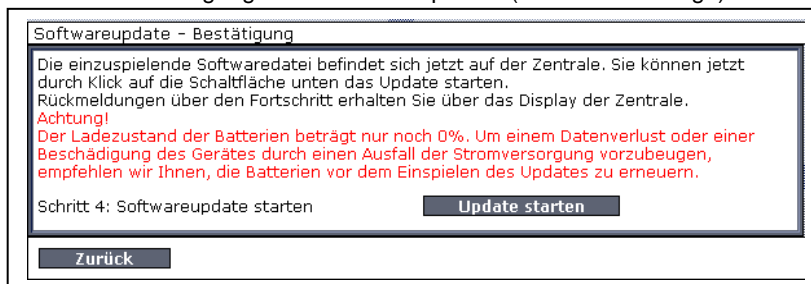 Softwareupdate – Bestätigung
Die einzuspielende Softwaredatei befindet sich jetzt auf der Zentrale. Sie können jetzt
durch Klick auf die Schaltfläche unten das Update starten.
Rückmeldungen über den Fortschritt erhalten Sie über das Display der Zentrale.
Achtung!
Der Ladezustand der Batterien beträgt nur noch 0%. Um einem Datenverlust oder einer
Beschädigung des Gerätes durch einen Ausfall der Stromversorgung vorzubeugen,
empfehlen wir Ihnen, die Batterien vor dem Einspielen des Updates zu erneuern.
Schritt 4: Softwareupdate starten Update starten
Zurück